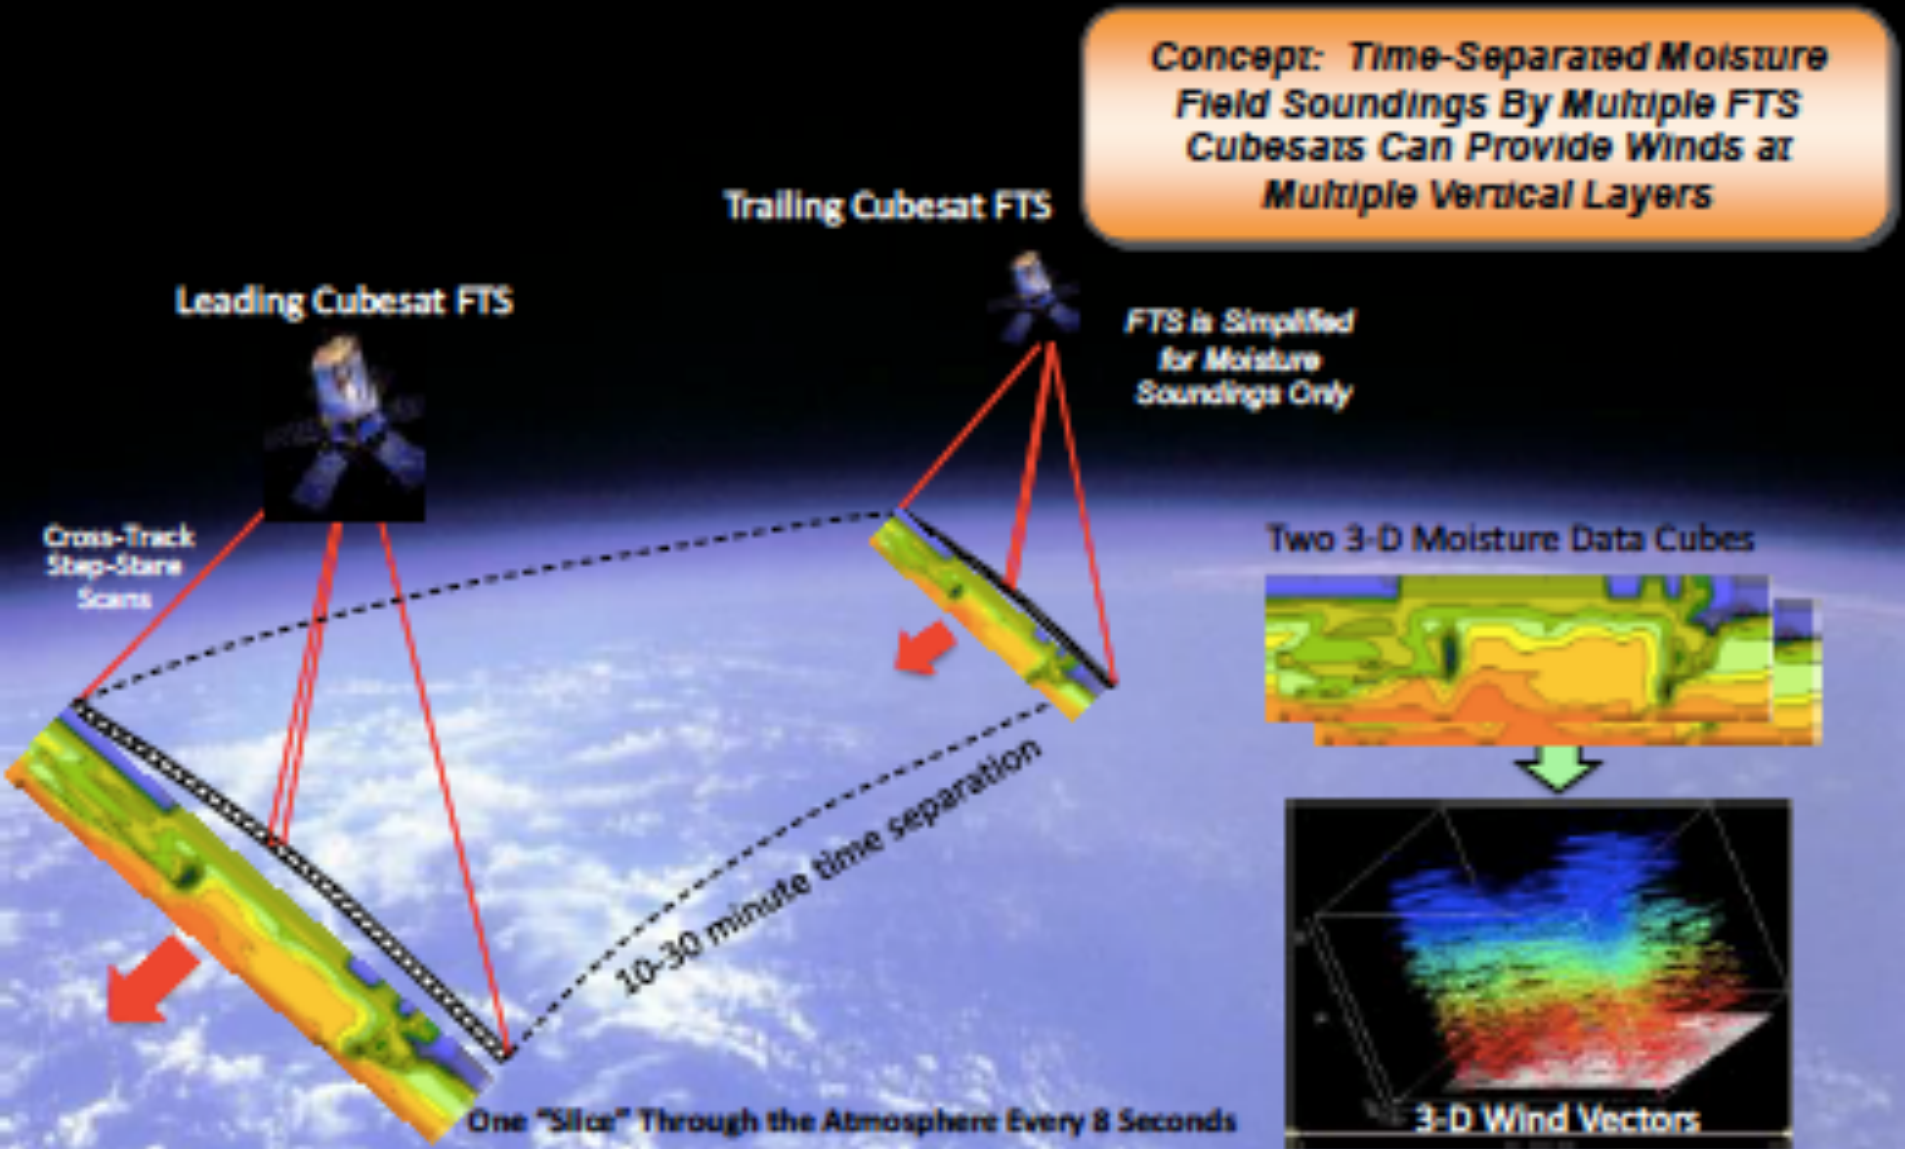 Concept: Time-Separated Moisture
Field Soundings By Multiple FTS
Cubesats Can Provide Winds at
Multiple Vertical Layers
Trailing Cubesat FTS
Leading Cubesat FTS
FTS is Simplified
for Moisture
Soundings Only
Cross-Track
Step-Stare
Scans
Two 3-D Moisture Data Cubes
10-30 minute time separation
One "Slice" Through the Atmosphere Every 8 Seconds
3-D Wind Vectors